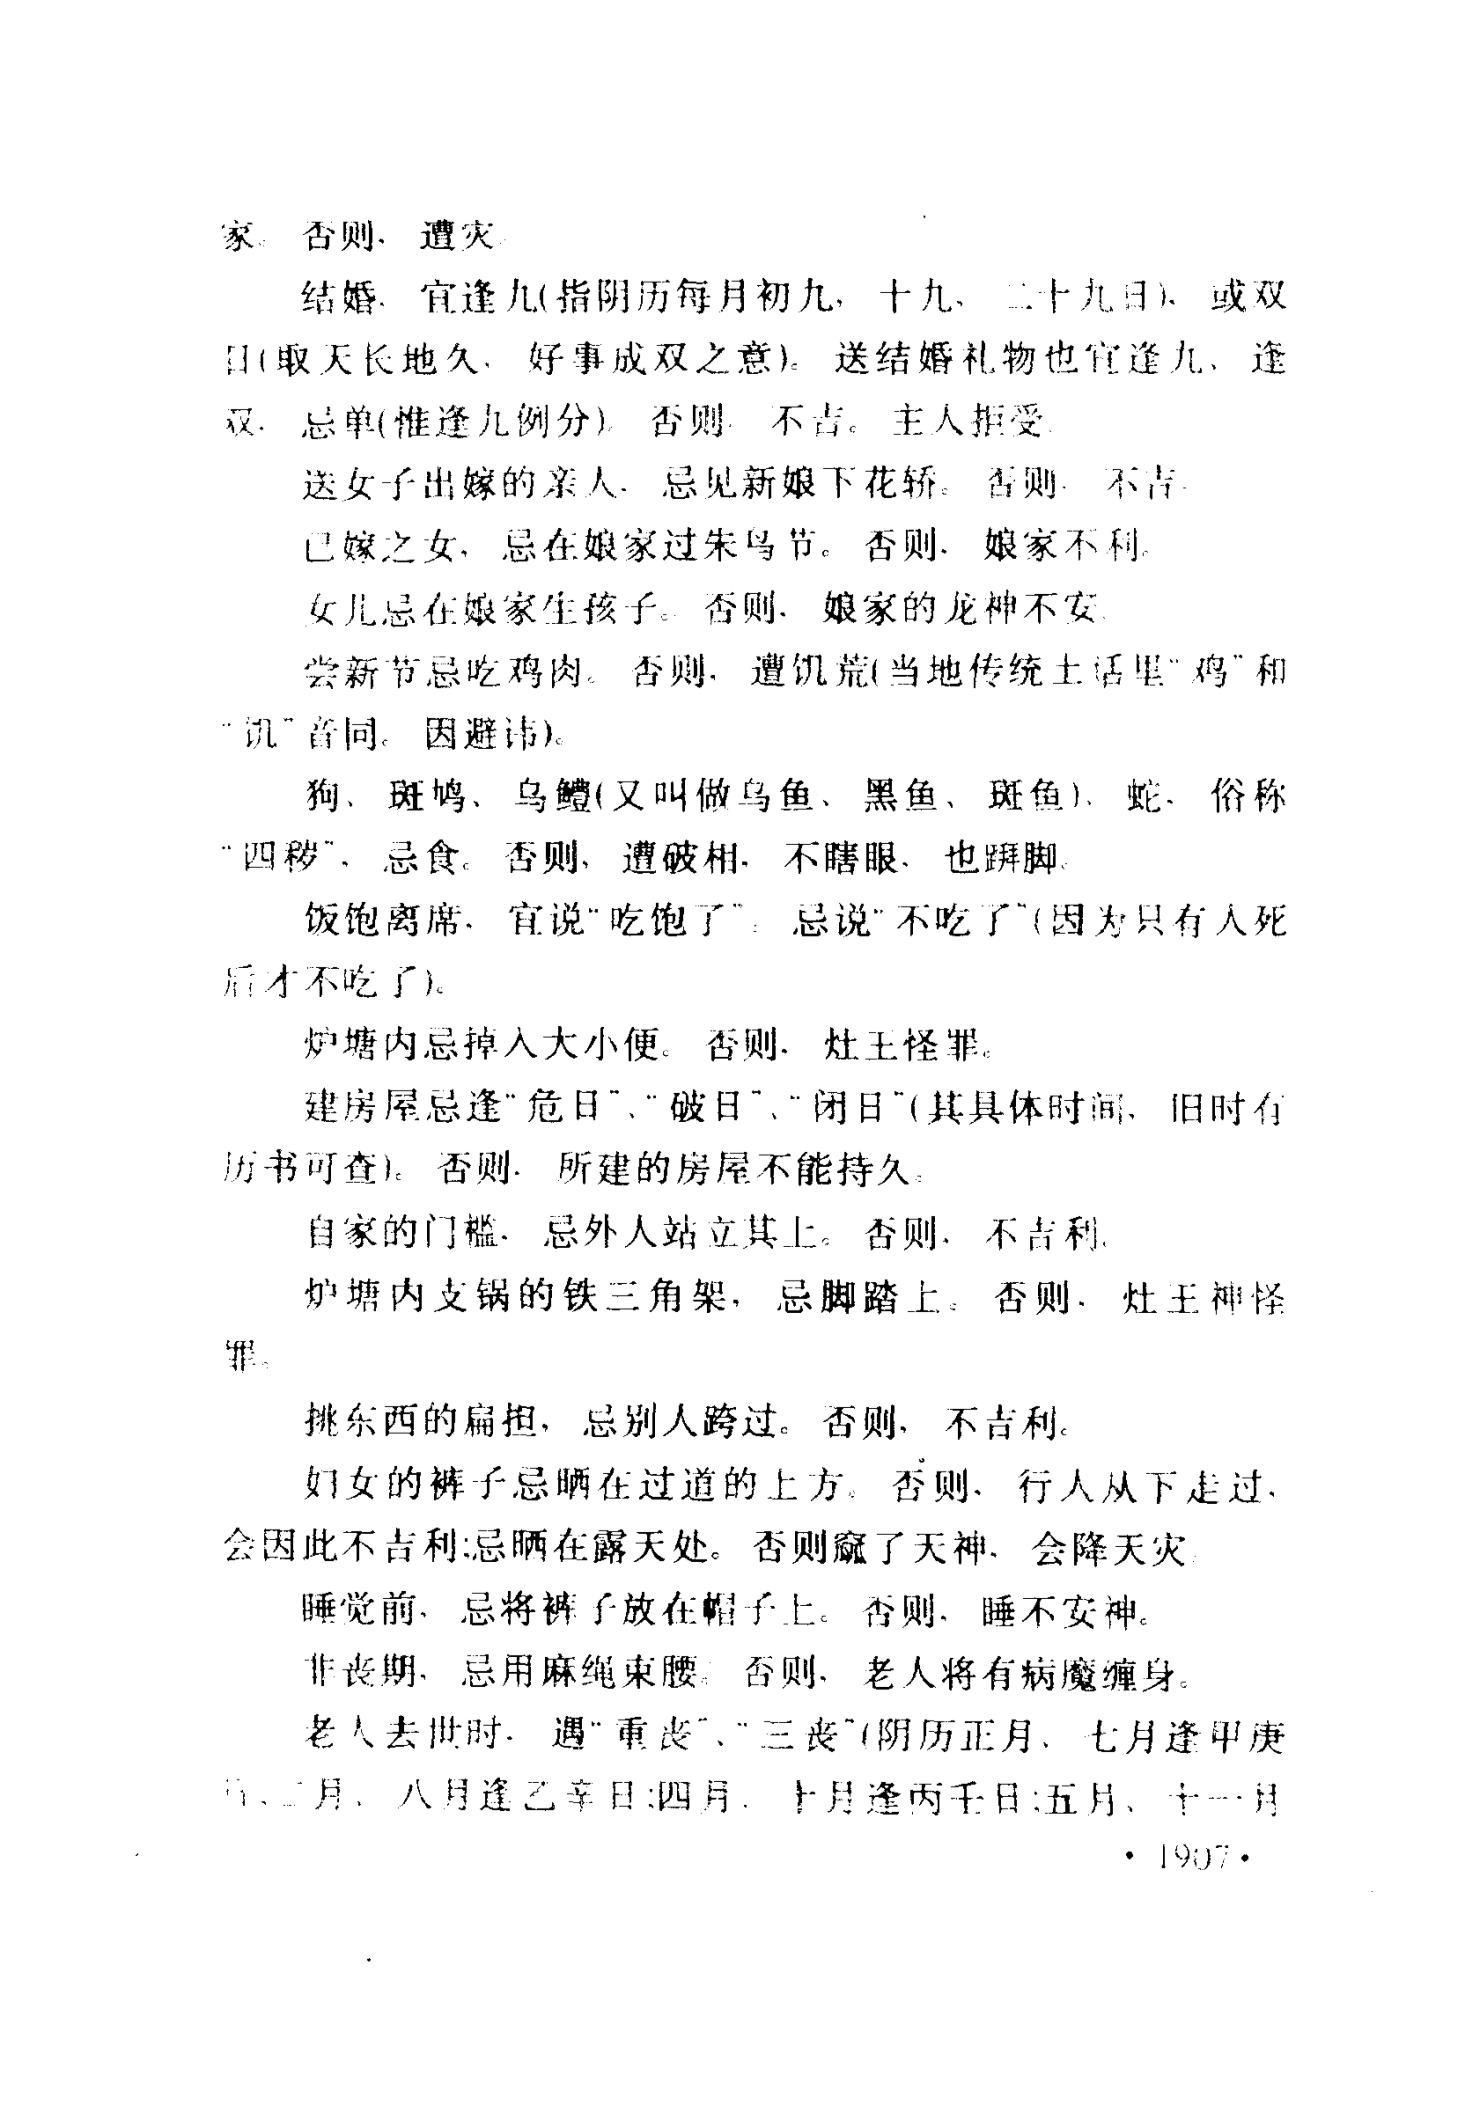 家。否则，遭灾。
结婚，宜逢九(指阴历每月初九，十九、二十九日)，或双
日(取天长地久、好事成双之意)。送结婚礼物也宜逢九、逢
双，忌单(惟逢九例分)。否则，不吉。主人拒受。
送女子出嫁的亲人，忌见新娘下花轿。否则，不吉。
已嫁之女，忌在娘家过朱鸟节。否则，娘家不利。
女儿忌在娘家生孩子。否则，娘家的龙神不安。
尝新节忌吃鸡肉。否则，遭饥荒(当地传统土话里“鸡”和
“饥”音同。因避讳)。
狗、斑鸠、乌鳢(又叫做乌鱼、黑鱼、斑鱼)、蛇，俗称
“四秽”，忌食。否则，遭破相，不瞎眼，也跰脚。
饭饱离席，宜说“吃饱了”；忌说“不吃了”(因为只有人死
后才不吃了)。
炉塘内忌掉入大小便。否则，灶王怪罪。
建房屋忌逢“危日”、“破日”、“闭日”(其具体时间，旧时有
历书可查)。否则，所建的房屋不能持久。
自家的门槛，忌外人站立其上。否则，不吉利。
炉塘内支锅的铁三角架，忌脚踏上。否则，灶王神怪
罪。
挑东西的扁担，忌别人跨过。否则，不吉利。
妇女的裤子忌晒在过道的上方。否则，行人从下走过，
会因此不吉利；忌晒在露天处。否则窥了天神，会降天灾。
睡觉前，忌将裤子放在帽子上。否则，睡不安神。
非丧期，忌用麻绳束腰。否则，老人将有病魔缠身。
老人去世时，遇“重丧”、“三丧”(阴历正月、七月逢甲庚
月、八月逢乙辛日；四月、十月逢丙壬日；五月、十一月
·1907·